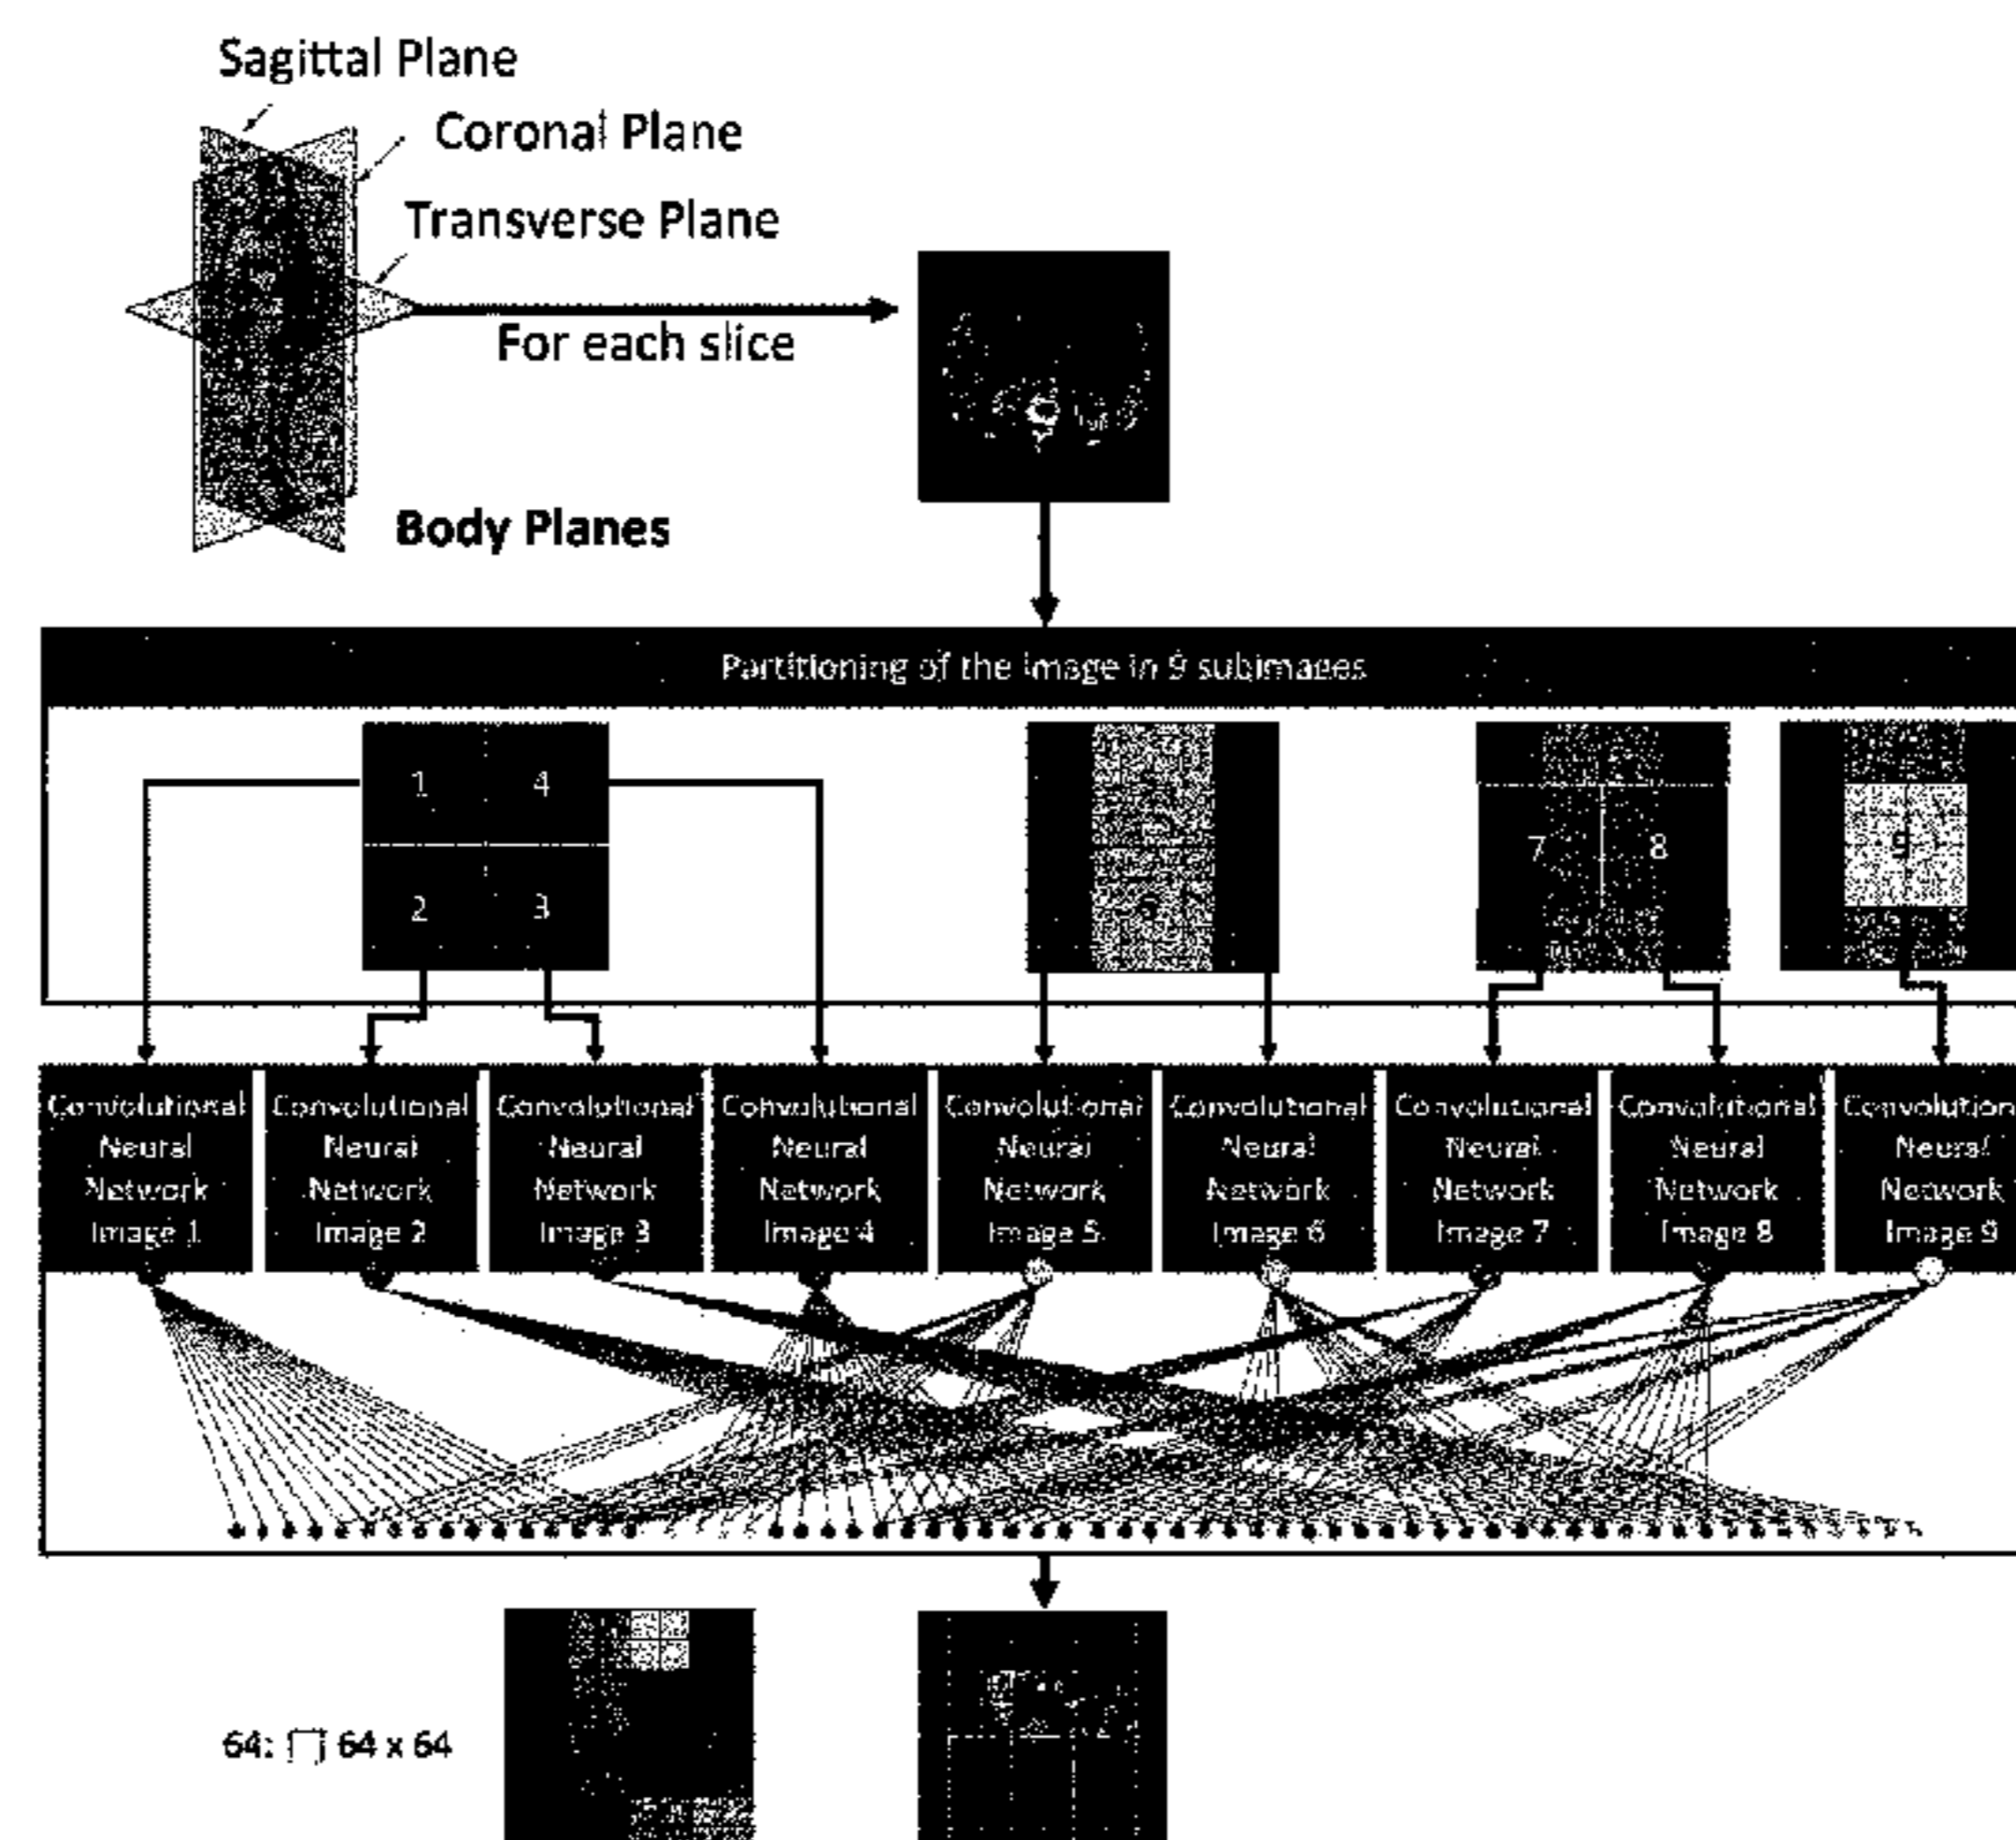 Sagittal Plane
Coronal Plane
Transverse Plane
For each slice
Body Planes
Partitioning of the image in 9 subimages
1 4
2 3
7 8
9
Convolutional Neural Network Image 1
Convolutional Neural Network Image 2
Convolutional Neural Network Image 3
Convolutional Neural Network Image 4
Convolutional Neural Network Image 5
Convolutional Neural Network Image 6
Convolutional Neural Network Image 7
Convolutional Neural Network Image 8
Convolution Neural Network Image 9
64: 64 x 64